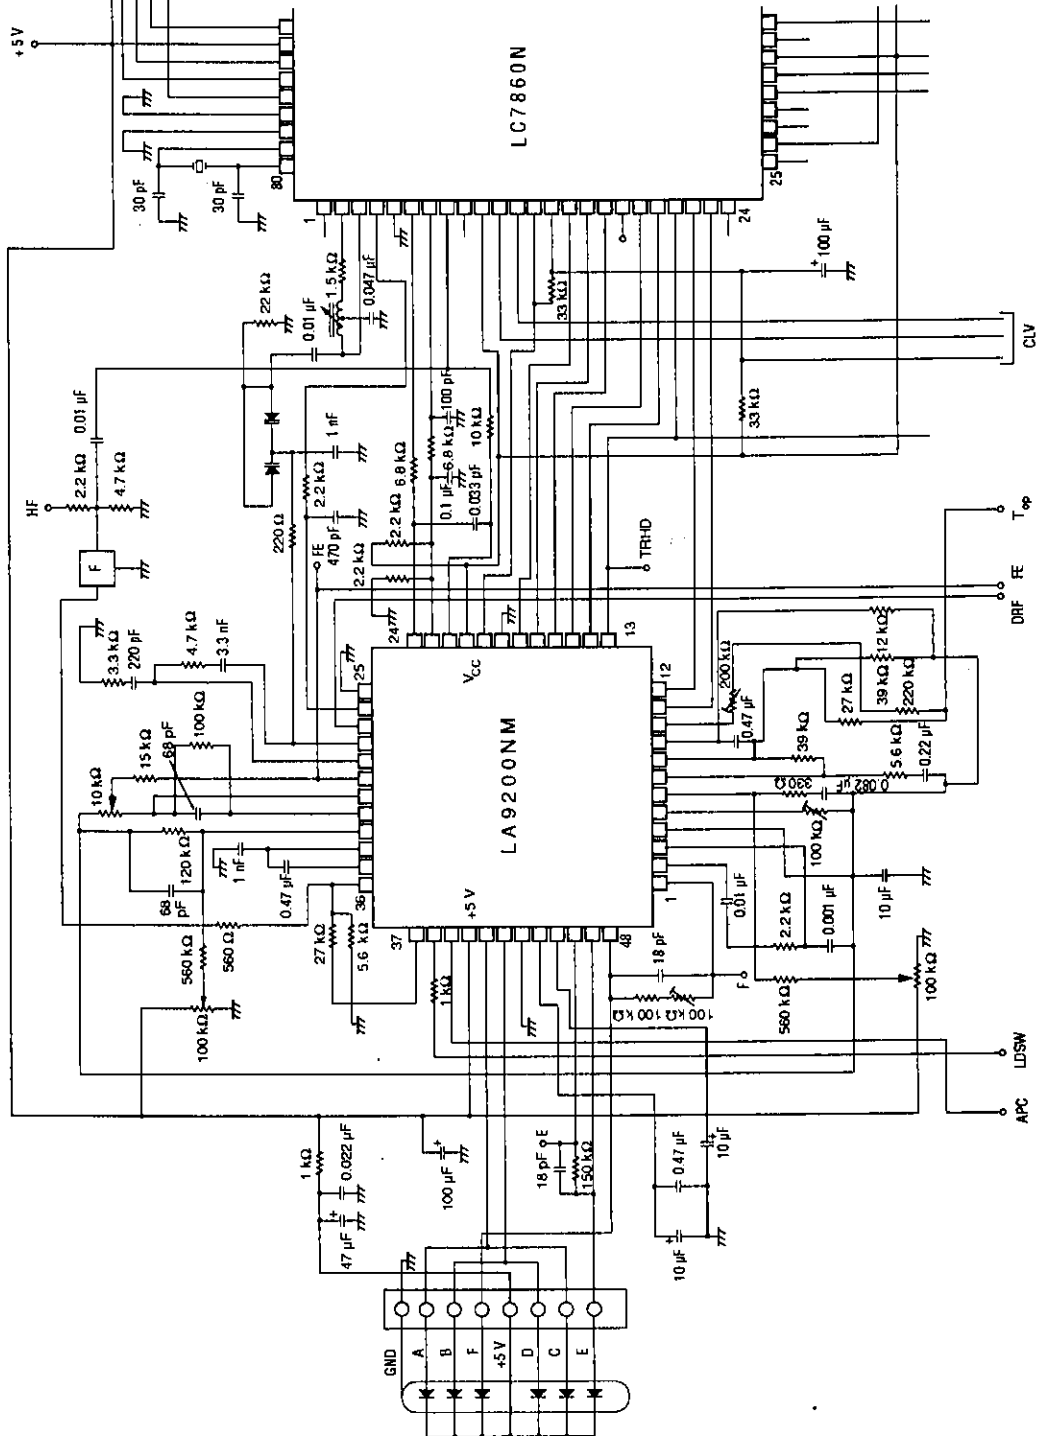 +5 V
LC7860N
80
1
24
25
30 pF
30 pF
22 kΩ
0.01 µF
1.5 kΩ
0.047 µF
33 kΩ
+
100 µF
CLV
33 kΩ
HF
2.2 kΩ
4.7 kΩ
0.01 µF
F
220 Ω
1 nF
2.2 kΩ
470 pF
FE
6.8 kΩ
100 pF
6.8 kΩ
10 kΩ
0.1 µF
0.033 µF
2.2 kΩ
2.2 kΩ
TRHD
Top
FE
DRF
3.3 kΩ
220 pF
4.7 kΩ
3.3 nF
100 kΩ
68 pF
15 kΩ
10 kΩ
120 kΩ
68 pF
1 nF
0.47 µF
560 kΩ
560 Ω
100 kΩ
27 kΩ
5.6 kΩ
LA9200NM
VCC
+5 V
24
25
13
12
36
37
48
1
200 kΩ
0.47 µF
39 kΩ
12 kΩ
39 kΩ
27 kΩ
220 kΩ
5.6 kΩ
0.22 µF
330 Ω
0.082 µF
100 kΩ
0.01 µF
2.2 kΩ
0.001 µF
10 µF
560 kΩ
100 kΩ
1 kΩ
18 pF
100 kΩ
100 kΩ
F
LDSW
APC
1 kΩ
0.022 µF
+
47 µF
+
100 µF
E
18 pF
150 kΩ
0.47 µF
+
10 µF
+
10 µF
GND
A
B
F
+5 V
D
C
E